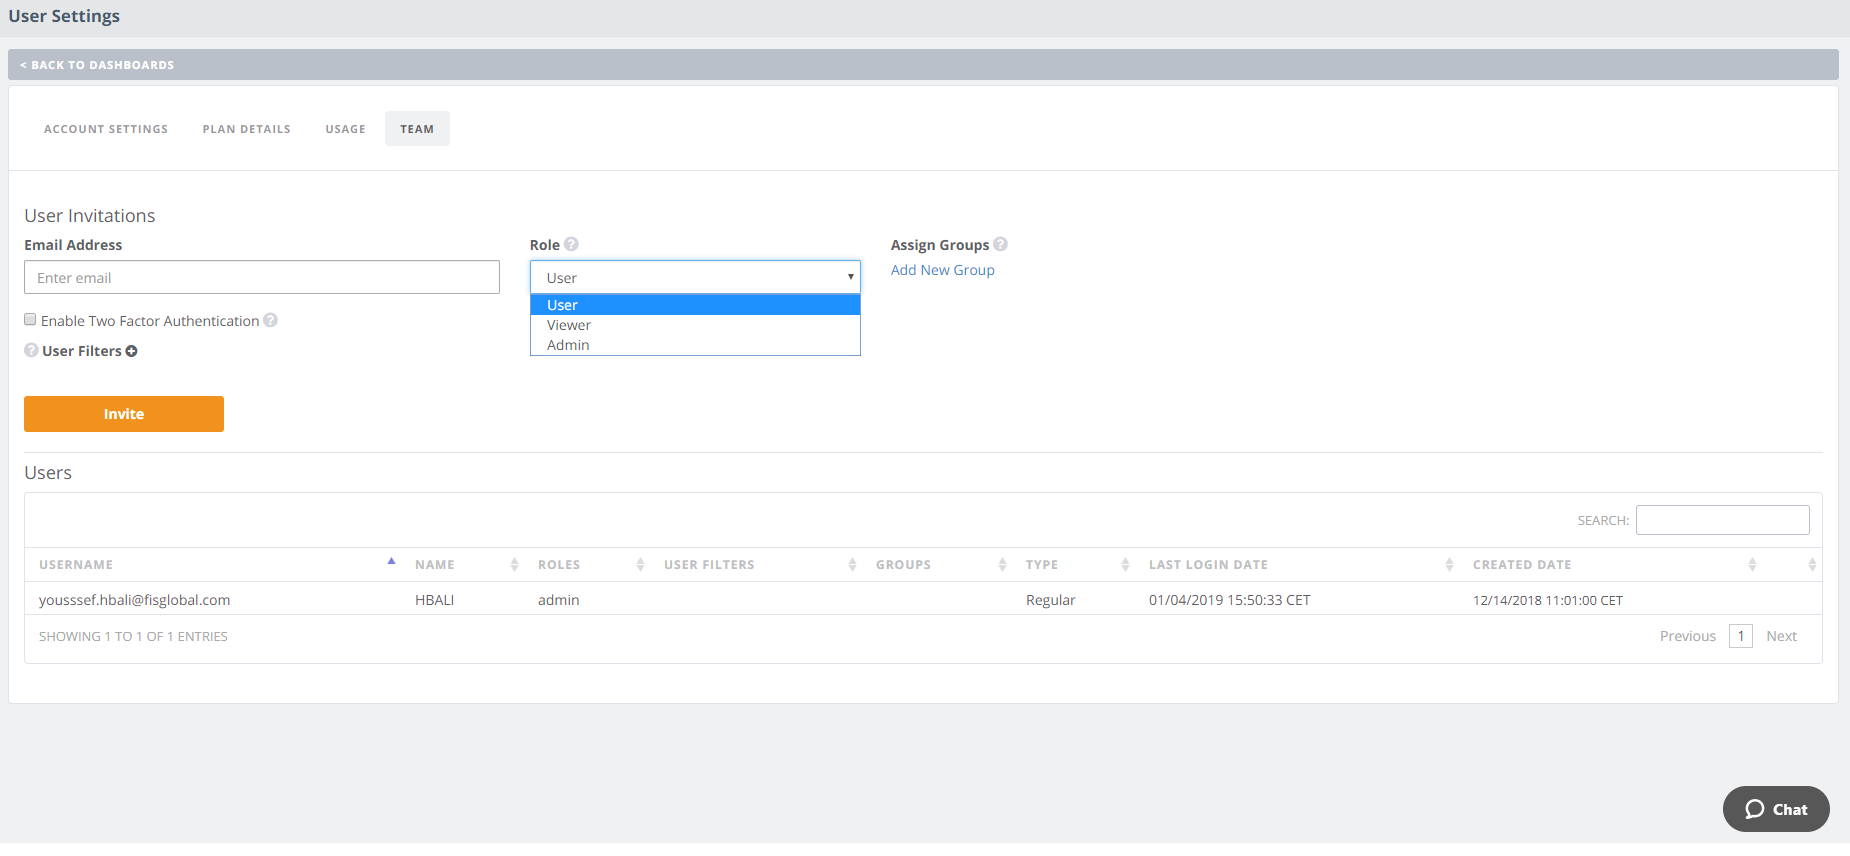 User Settings
< BACK TO DASHBOARDS
ACCOUNT SETTINGS PLAN DETAILS USAGE TEAM
User Invitations
Email Address Role ? Assign Groups ?
Enter email User Add New Group
User
Enable Two Factor Authentication ? Viewer
Admin
? User Filters
Invite
Users
SEARCH:
USERNAME NAME ROLES USER FILTERS GROUPS TYPE LAST LOGIN DATE CREATED DATE
yousssef.hbali@fisglobal.com HBALI admin Regular 01/04/2019 15:50:33 CET 12/14/2018 11:01:00 CET
SHOWING 1 TO 1 OF 1 ENTRIES Previous 1 Next
Chat